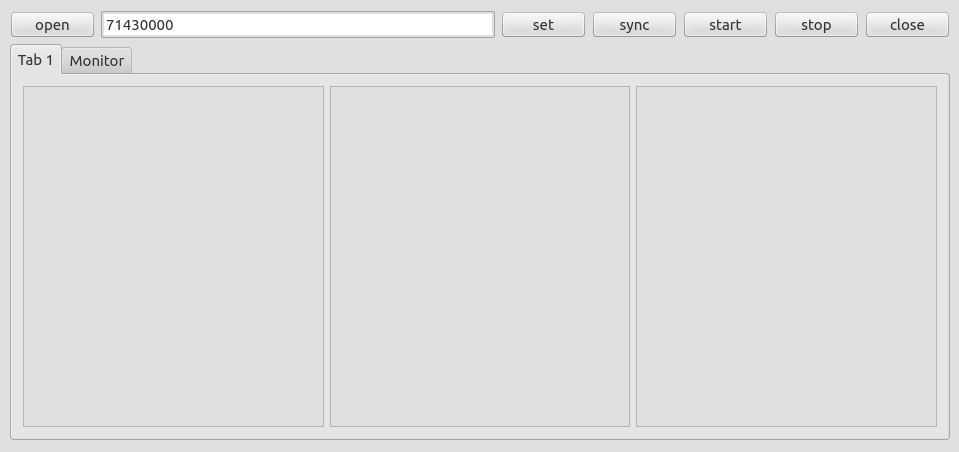 open 71430000 set sync start stop close
Tab 1 Monitor